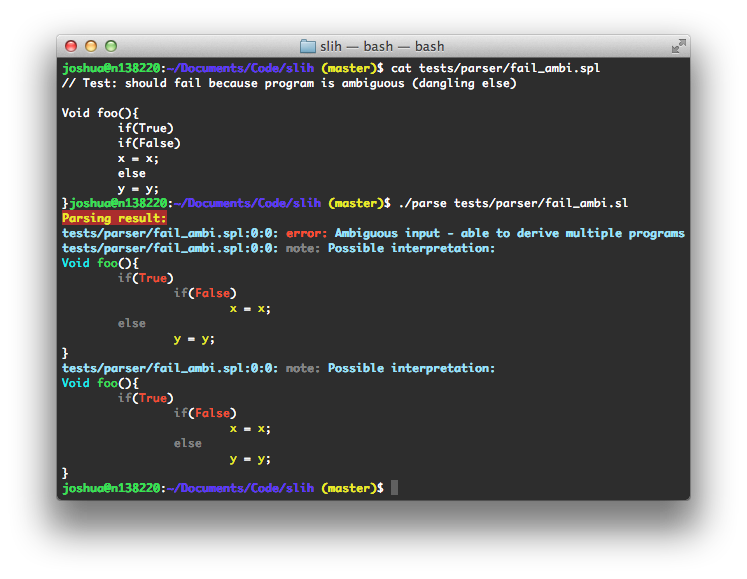 slih — bash — bash
joshua@n138220:~/Documents/Code/slih (master)$ cat tests/parser/fail_ambi.spl
// Test: should fail because program is ambiguous (dangling else)
Void foo(){
if(True)
if(False)
x = x;
else
y = y;
}joshua@n138220:~/Documents/Code/slih (master)$ ./parse tests/parser/fail_ambi.sl
Parsing result:
tests/parser/fail_ambi.spl:0:0: error: Ambiguous input - able to derive multiple programs
tests/parser/fail_ambi.spl:0:0: note: Possible interpretation:
Void foo(){
if(True)
if(False)
x = x;
else
y = y;
}
tests/parser/fail_ambi.spl:0:0: note: Possible interpretation:
Void foo(){
if(True)
if(False)
x = x;
else
y = y;
}
joshua@n138220:~/Documents/Code/slih (master)$